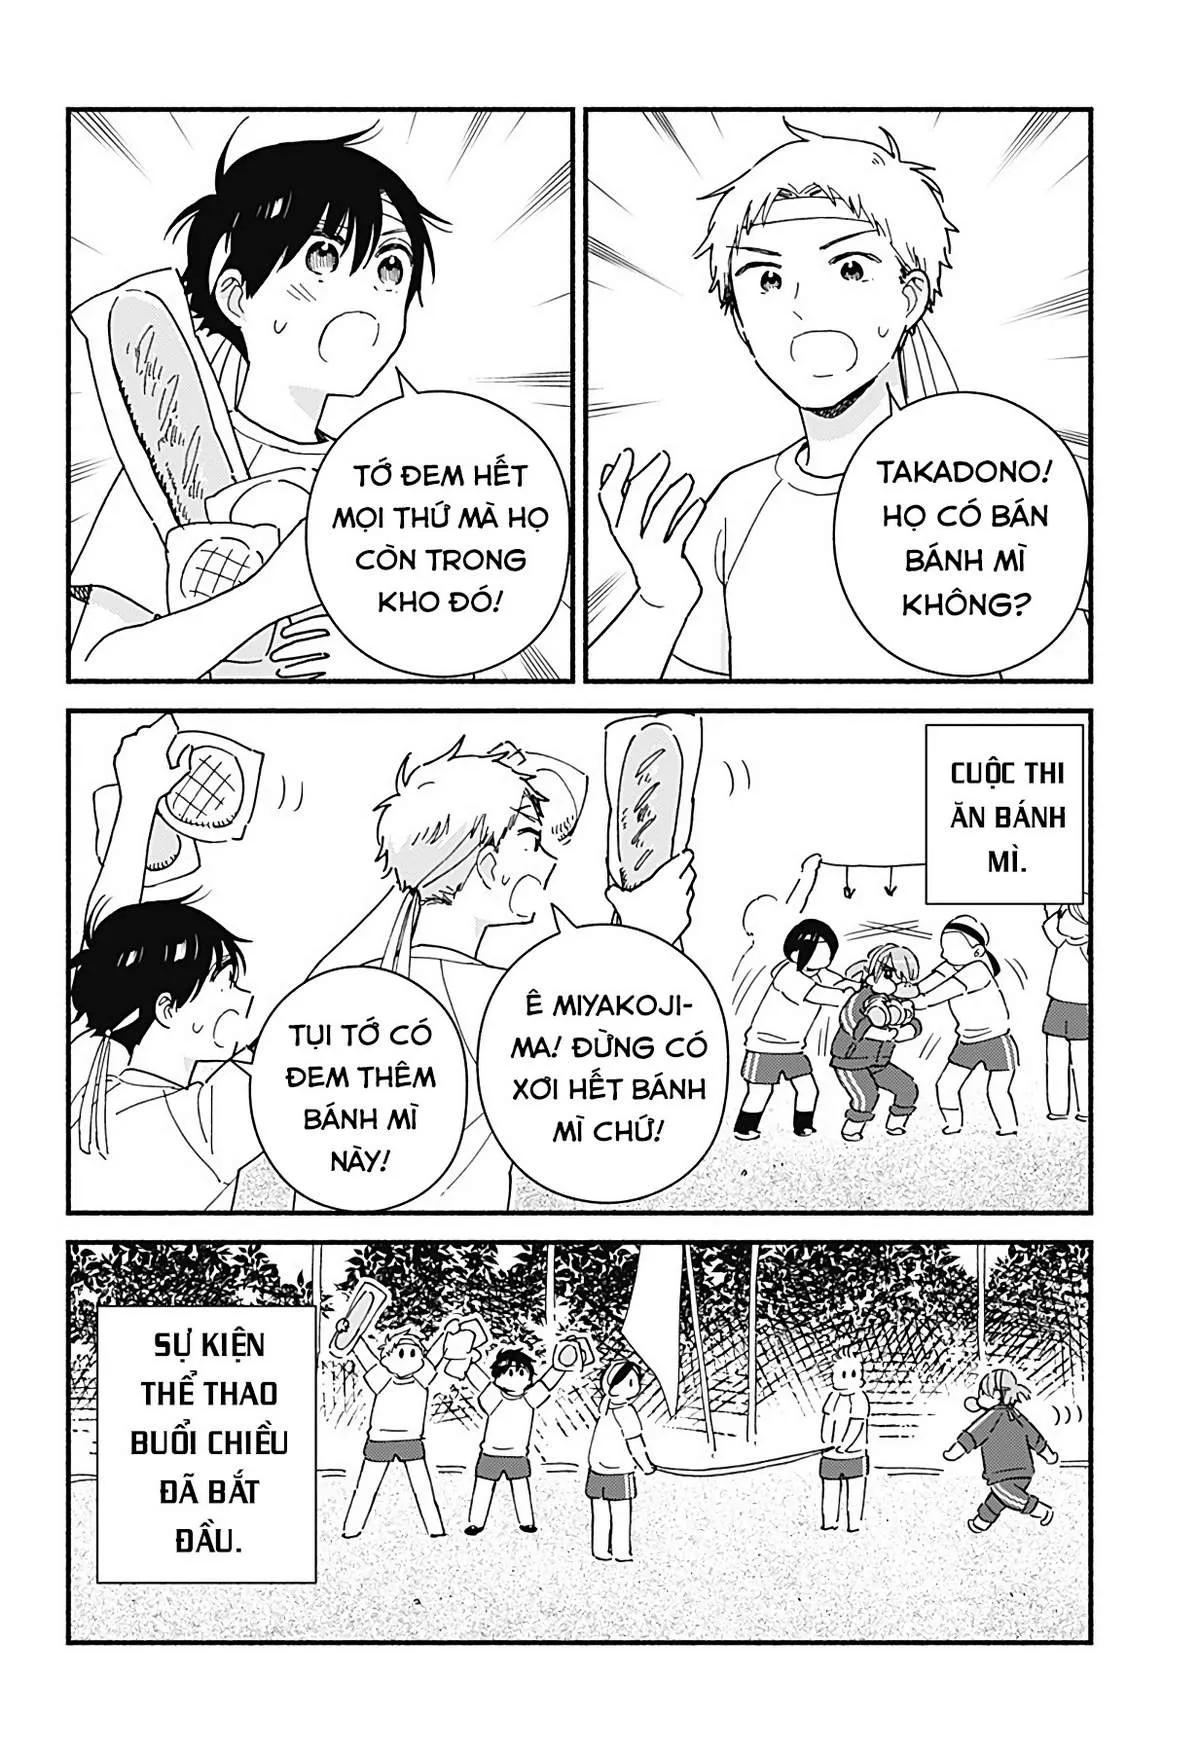 TAKADONO!
HỌ CÓ BÁN
BÁNH MÌ
KHÔNG?
TỚ ĐEM HẾT
MỌI THỨ MÀ HỌ
CÒN TRONG
KHO ĐÓ!
CUỘC THI
ĂN BÁNH
MÌ.
Ê MIYAKOJI-
MA! ĐỪNG CÓ
XƠI HẾT BÁNH
MÌ CHỨ!
TỤI TỚ CÓ
ĐEM THÊM
BÁNH MÌ
NÀY!
SỰ KIỆN
THỂ THAO
BUỔI CHIỀU
ĐÃ BẮT
ĐẦU.